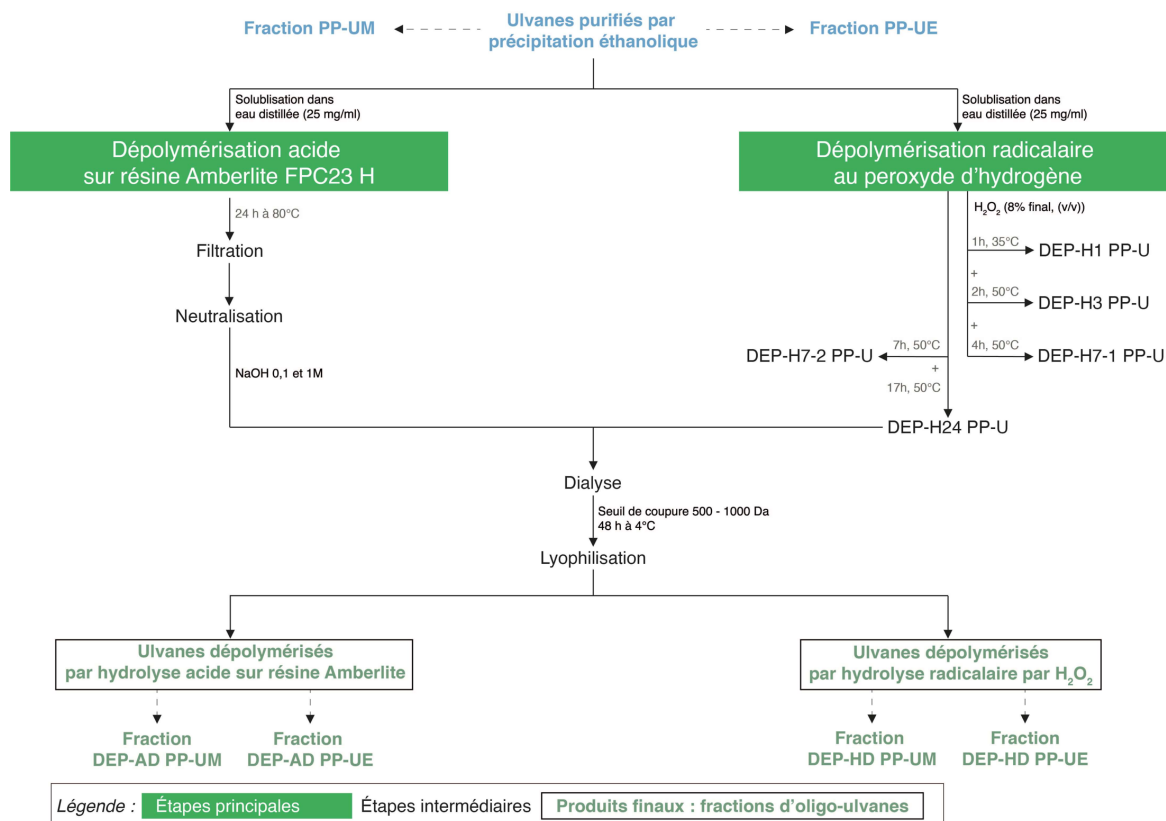 Fraction PP-UM
Ulvanes purifiés par
précipitation éthanolique
Fraction PP-UE
Solublisation dans
eau distillée (25 mg/ml)
Solublisation dans
eau distillée (25 mg/ml)
Dépolymérisation acide
sur résine Amberlite FPC23 H
Dépolymérisation radicalaire
au peroxyde d'hydrogène
24 h à 80°C
H₂O₂ (8% final, (v/v))
Filtration
1h, 35°C
DEP-H1 PP-U
+
2h, 50°C
DEP-H3 PP-U
Neutralisation
+
DEP-H7-2 PP-U
7h, 50°C
4h, 50°C
DEP-H7-1 PP-U
NaOH 0,1 et 1M
+
17h, 50°C
DEP-H24 PP-U
Dialyse
Seuil de coupure 500 - 1000 Da
48 h à 4°C
Lyophilisation
Ulvanes dépolymérisés
par hydrolyse acide sur résine Amberlite
Ulvanes dépolymérisés
par hydrolyse radicalaire par H₂O₂
Fraction
DEP-AD PP-UM
Fraction
DEP-AD PP-UE
Fraction
DEP-HD PP-UM
Fraction
DEP-HD PP-UE
Légende :
Étapes principales
Étapes intermédiaires
Produits finaux : fractions d'oligo-ulvanes